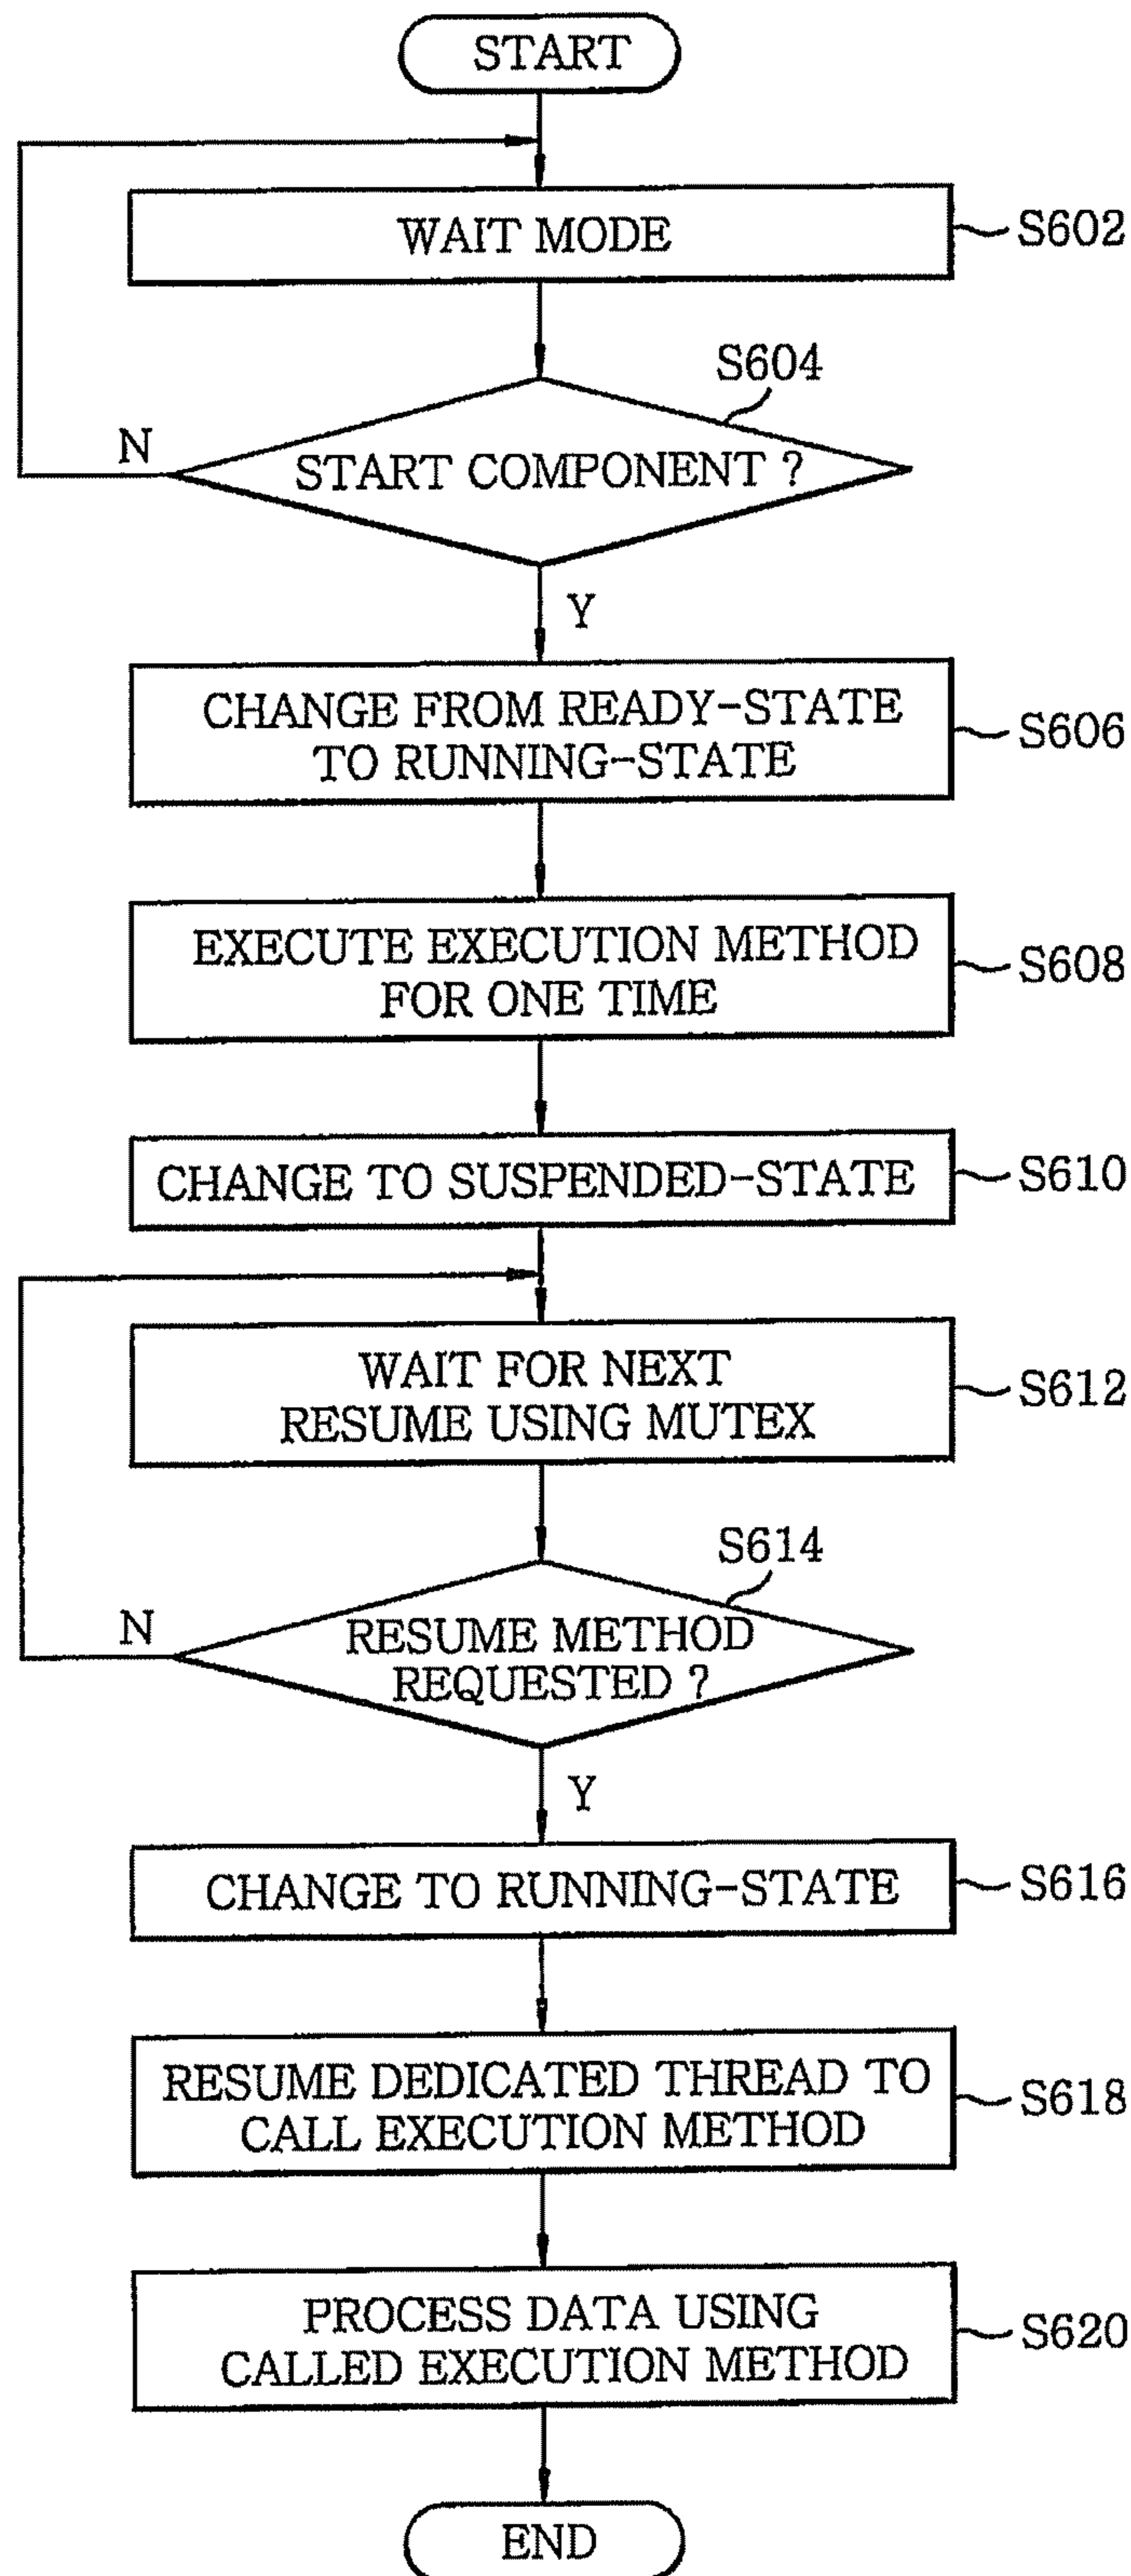 START
WAIT MODE
S602
S604
N
START COMPONENT ?
Y
CHANGE FROM READY-STATE
TO RUNNING-STATE
S606
EXECUTE EXECUTION METHOD
FOR ONE TIME
S608
CHANGE TO SUSPENDED-STATE
S610
WAIT FOR NEXT
RESUME USING MUTEX
S612
S614
N
RESUME METHOD
REQUESTED ?
Y
CHANGE TO RUNNING-STATE
S616
RESUME DEDICATED THREAD TO
CALL EXECUTION METHOD
S618
PROCESS DATA USING
CALLED EXECUTION METHOD
S620
END